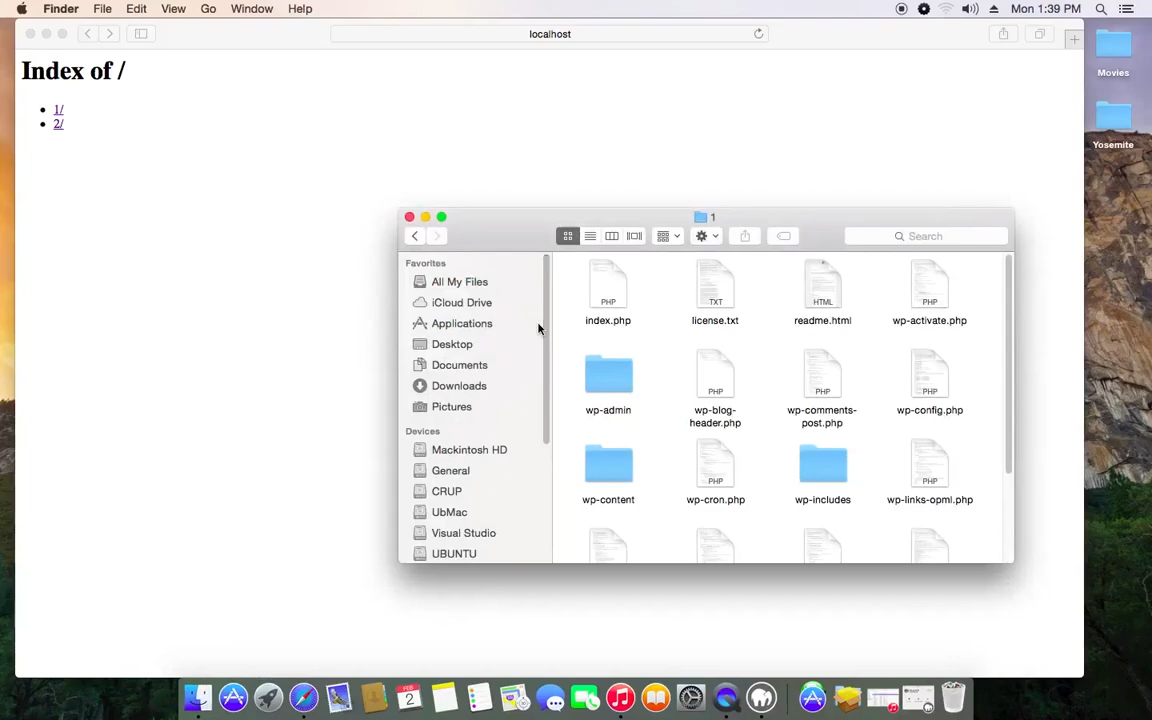 Finder File Edit View Go Window Help Mon 1:39 PM
localhost
Index of /
1/
2/
Movies
Yosemite
1
Search
Favorites
All My Files
iCloud Drive
Applications
Desktop
Documents
Downloads
Pictures
Devices
Mackintosh HD
General
CRUP
UbMac
Visual Studio
UBUNTU
PHP TXT HTML PHP
index.php license.txt readme.html wp-activate.php
PHP PHP PHP
wp-admin wp-blog-header.php wp-comments-post.php wp-config.php
PHP PHP
wp-content wp-cron.php wp-includes wp-links-opml.php
FEB
2